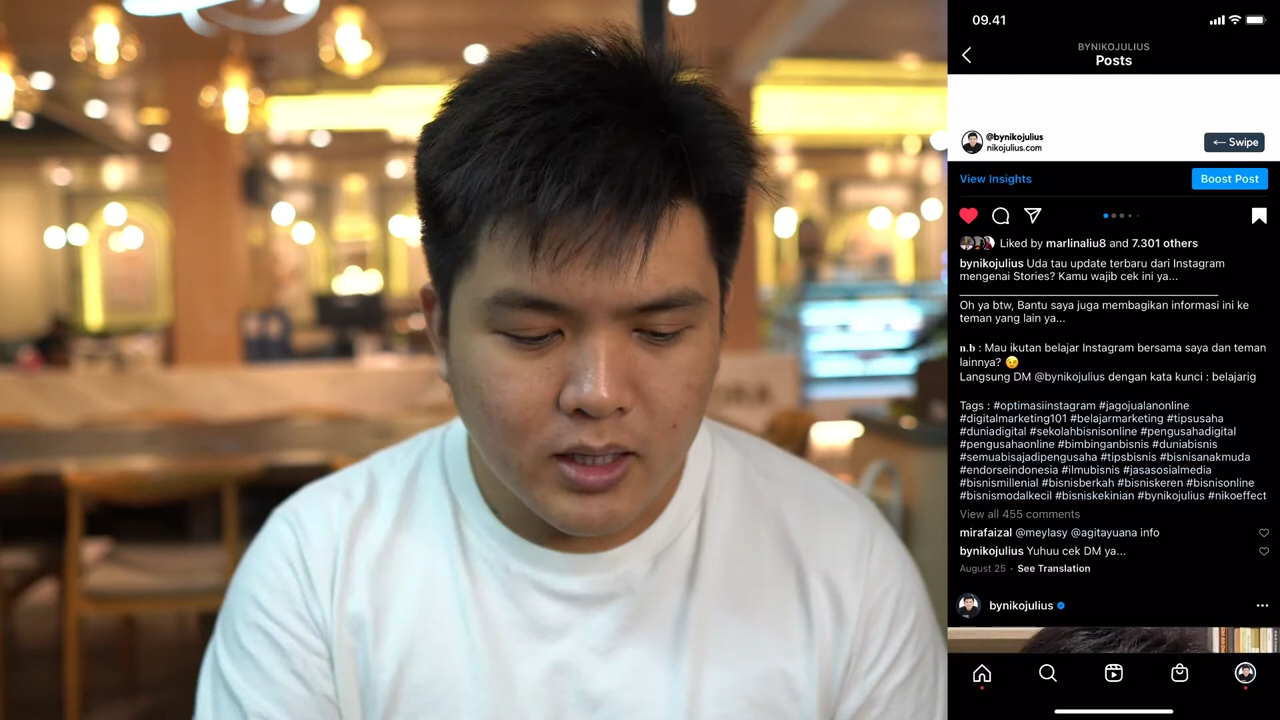 09.41
BYNIKOJULIUS
Posts
@bynikojulius
nikojulius.com
← Swipe
View Insights
Boost Post
Liked by marlinaliu8 and 7.301 others
bynikojulius Uda tau update terbaru dari Instagram
mengenai Stories? Kamu wajib cek ini ya...
Oh ya btw, Bantu saya juga membagikan informasi ini ke
teman yang lain ya...
𝐧.𝐛 : Mau ikutan belajar Instagram bersama saya dan teman
lainnya? 😉
Langsung DM @bynikojulius dengan kata kunci : belajarig
Tags : #optimasiinstagram #jagojualanonline
#digitalmarketing101 #belajarmarketing #tipsusaha
#duniadigital #sekolahbisnisonline #pengusahadigital
#pengusahaonline #bimbinganbisnis #duniabisnis
#semuabisajadipengusaha #tipsbisnis #bisnisanakmuda
#endorseindonesia #ilmubisnis #jasasosialmedia
#bisnismillenial #bisnisberkah #bisniskeren #bisnisonline
#bisnismodalkecil #bisniskekinian #bynikojulius #nikoeffect
View all 455 comments
mirafaizal @meylasy @agitayuana info
bynikojulius Yuhuu cek DM ya...
August 25 · See Translation
bynikojulius